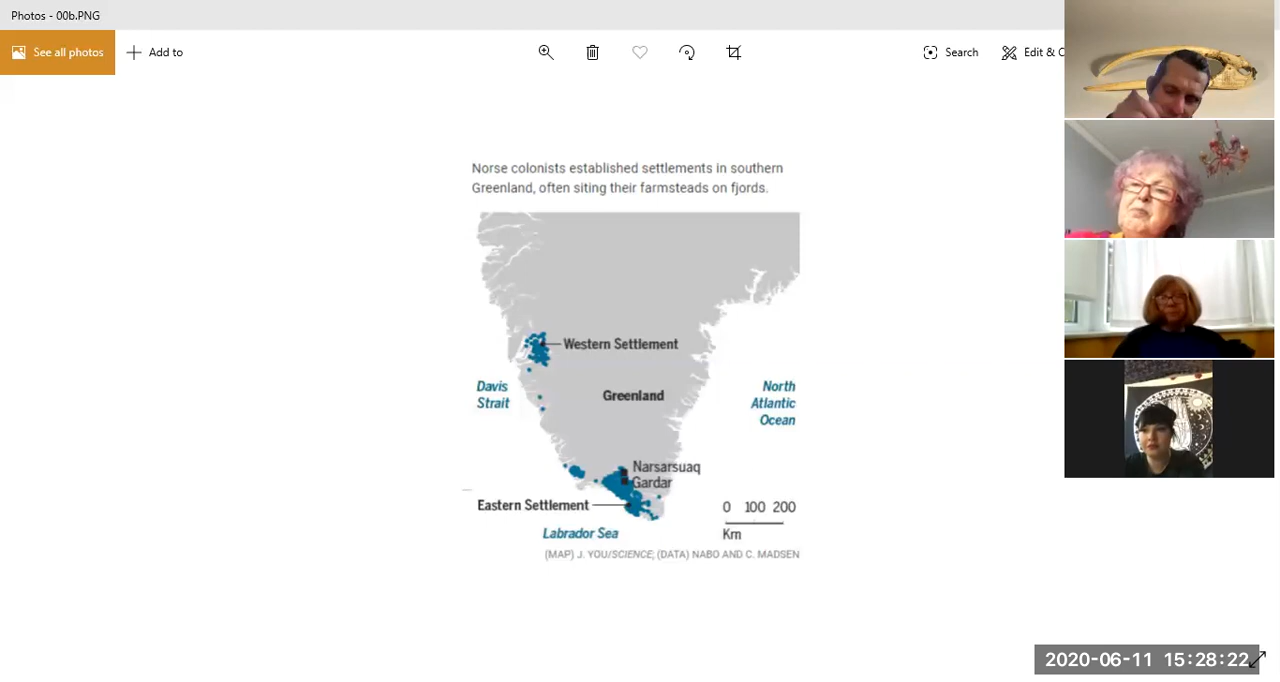 Photos - 00b.PNG
See all photos
Add to
Search
Edit & C
Norse colonists established settlements in southern
Greenland, often siting their farmsteads on fjords.
Western Settlement
Davis
Strait
Greenland
North
Atlantic
Ocean
Narsarsuaq
Gardar
Eastern Settlement
0 100 200
Km
Labrador Sea
(MAP) J. YOU/SCIENCE; (DATA) NABO AND C. MADSEN
2020-06-11 15:28:22